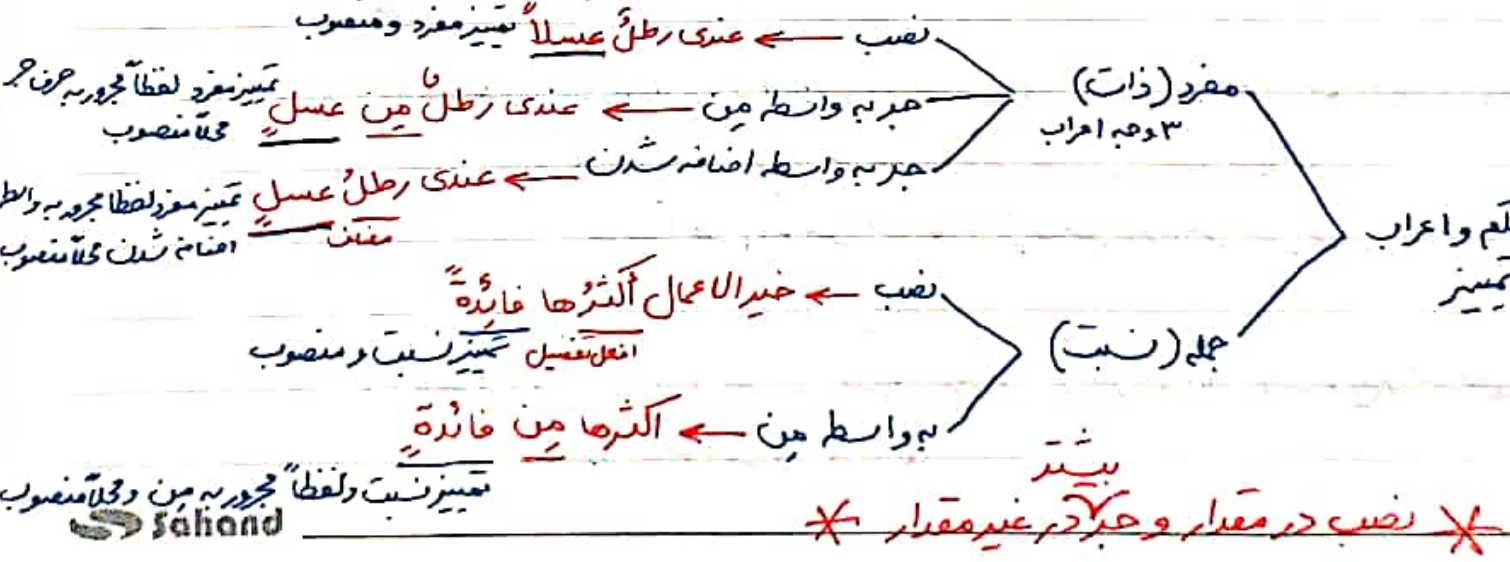 نصب ← عندی رطلٌ عسلاً تمییز مفرد و منصوب
مفرد (ذات)
۳ وجه اعراب
جر به واسطه مِن ← عندی رطلٌ مِن عسلٍ تمییز مفرد لفظاً مجرور به حرف جر
محلاً منصوب
جر به واسطه اضافه شدن ← عندی رطلُ عسلٍ تمییز مفرد لفظا مجرور به
مضاف
اضافه شدن محلاً منصوب
و اعراب
تمییز
نصب ← خیر الاعمال أکثرُها فائدةً
افعل تفضیل تمییز نسبت و منصوب
جمله (نسبت)
به واسطه مِن ← اکثرها مِن فائدةٍ
تمییز نسبت و لفظاً مجرور به مِن و محلاً منصوب
بیشتر
* نصب در مقدار و جر در غیر مقدار *
Sahand